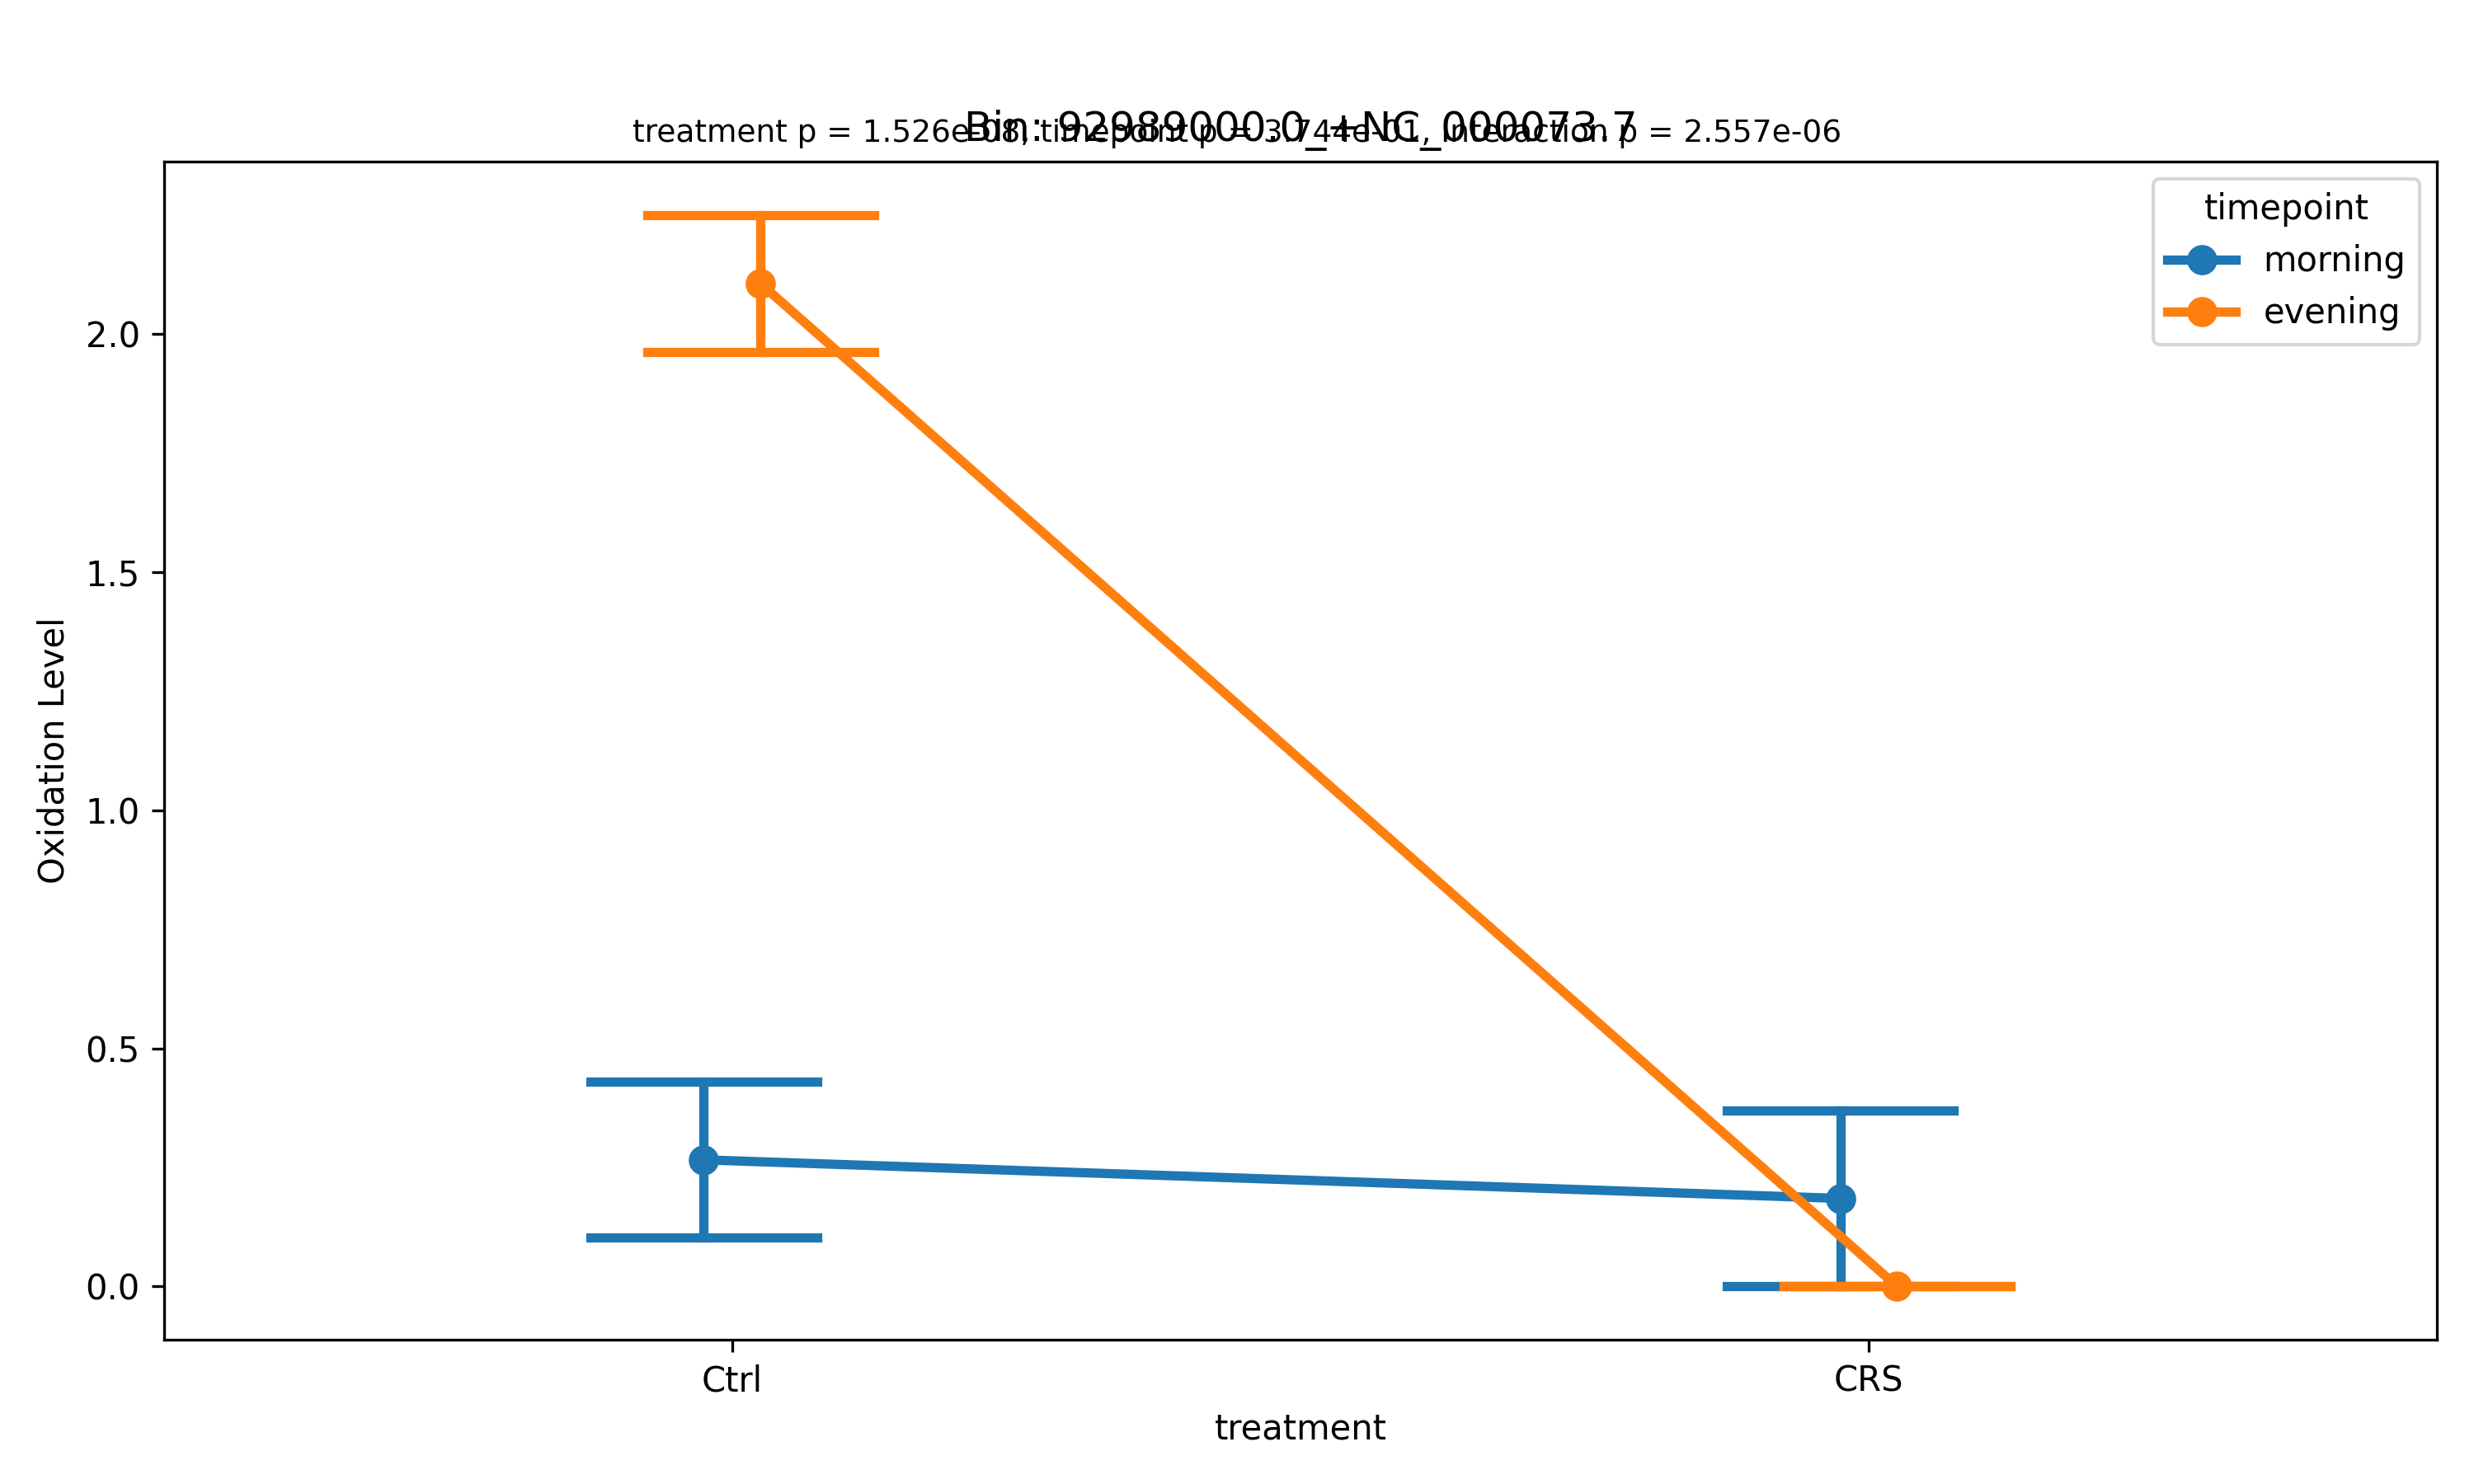 Bin: 92989000.0_+NC_000073.7
treatment p = 1.526e-08, timepoint p = 3.744e-01, interaction p = 2.557e-06
timepoint
morning
evening
2.0
1.5
1.0
0.5
0.0
Oxidation Level
Ctrl
CRS
treatment